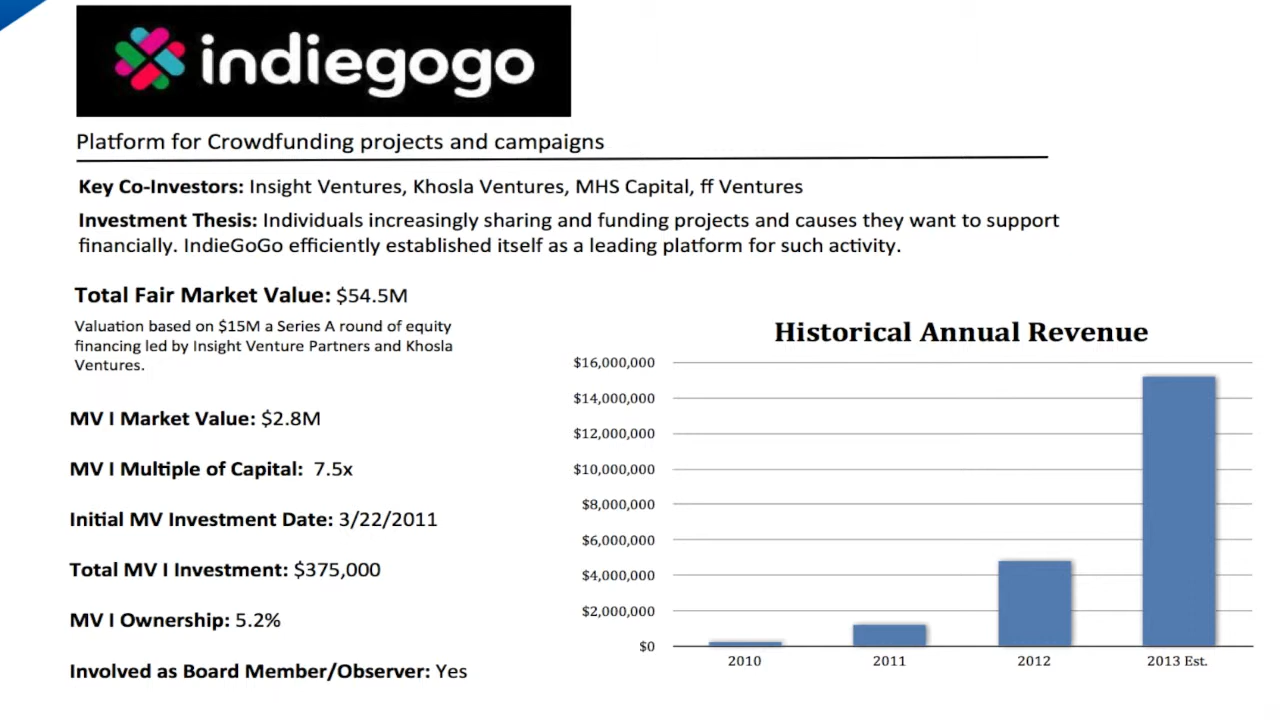 indiegogo
Platform for Crowdfunding projects and campaigns
Key Co-Investors: Insight Ventures, Khosla Ventures, MHS Capital, ff Ventures
Investment Thesis: Individuals increasingly sharing and funding projects and causes they want to support
financially. IndieGoGo efficiently established itself as a leading platform for such activity.
Total Fair Market Value: $54.5M
Valuation based on $15M a Series A round of equity
financing led by Insight Venture Partners and Khosla
Ventures.
MV I Market Value: $2.8M
MV I Multiple of Capital: 7.5x
Initial MV Investment Date: 3/22/2011
Total MV I Investment: $375,000
MV I Ownership: 5.2%
Involved as Board Member/Observer: Yes
Historical Annual Revenue
$16,000,000
$14,000,000
$12,000,000
$10,000,000
$8,000,000
$6,000,000
$4,000,000
$2,000,000
$0
2010 2011 2012 2013 Est.